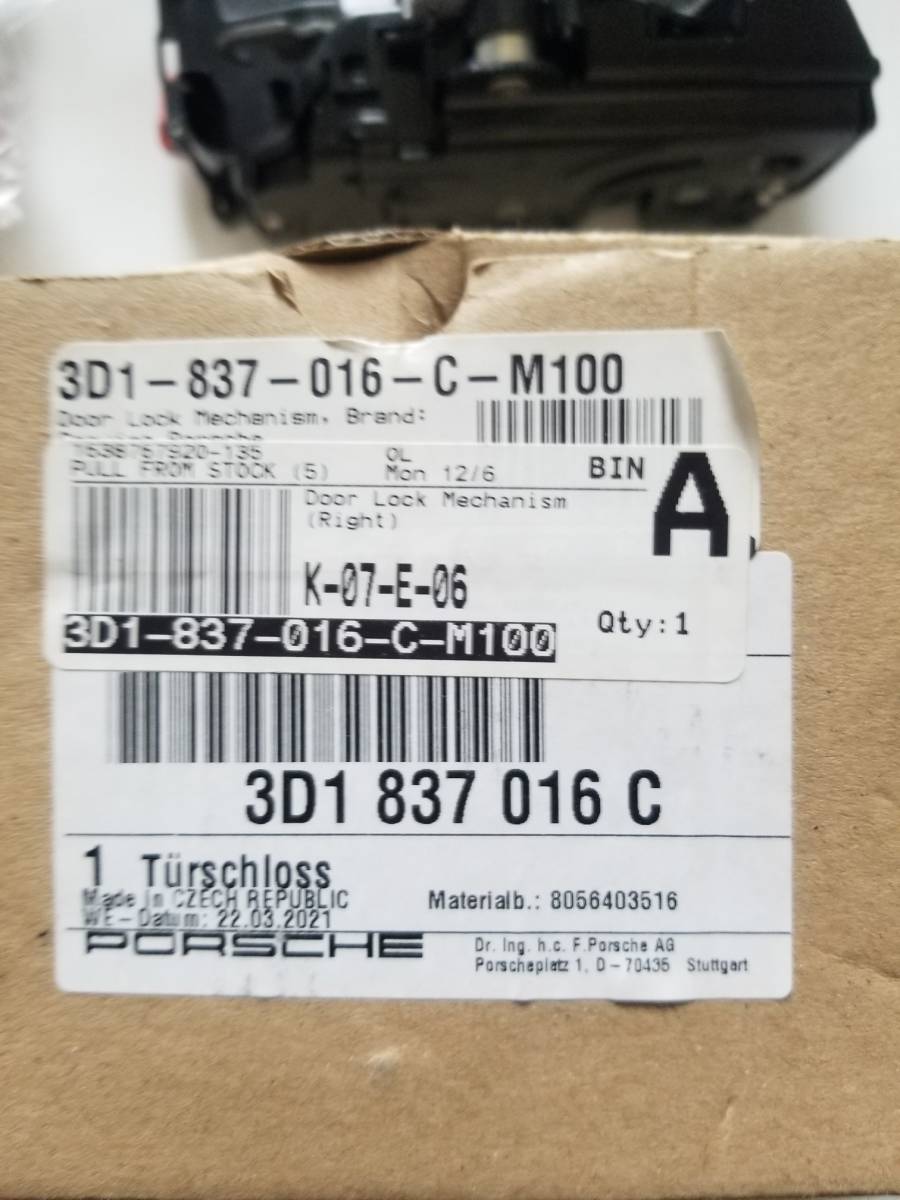 3D1-837-016-C-M100
Door Lock Mechanism, Brand:
Porsche
1638767920-135 OL
PULL FROM STOCK (5) Mon 12/6 BIN A
Door Lock Mechanism
(Right)
K-07-E-06
3D1-837-016-C-M100 Qty:1
3D1 837 016 C
1 Türschloss
Made in CZECH REPUBLIC Materialb.: 8056403516
WE-Datum: 22.03.2021
PORSCHE Dr. Ing. h.c. F.Porsche AG
Porscheplatz 1, D-70435 Stuttgart